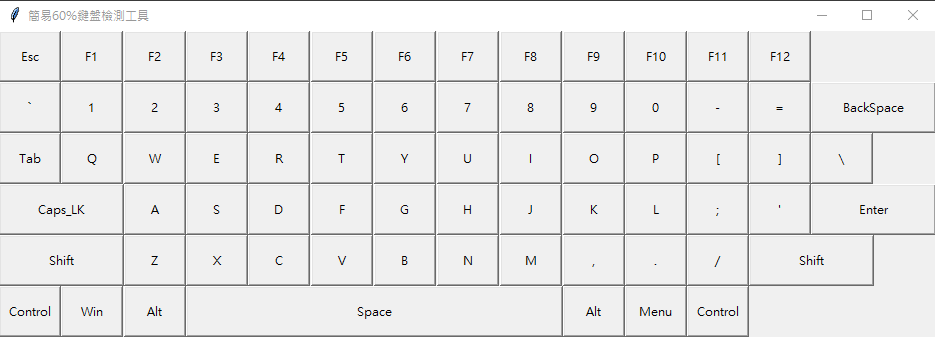 簡易60%鍵盤檢測工具
Esc F1 F2 F3 F4 F5 F6 F7 F8 F9 F10 F11 F12
` 1 2 3 4 5 6 7 8 9 0 - = BackSpace
Tab Q W E R T Y U I O P [ ] \
Caps_LK A S D F G H J K L ; ' Enter
Shift Z X C V B N M , . / Shift
Control Win Alt Space Alt Menu Control